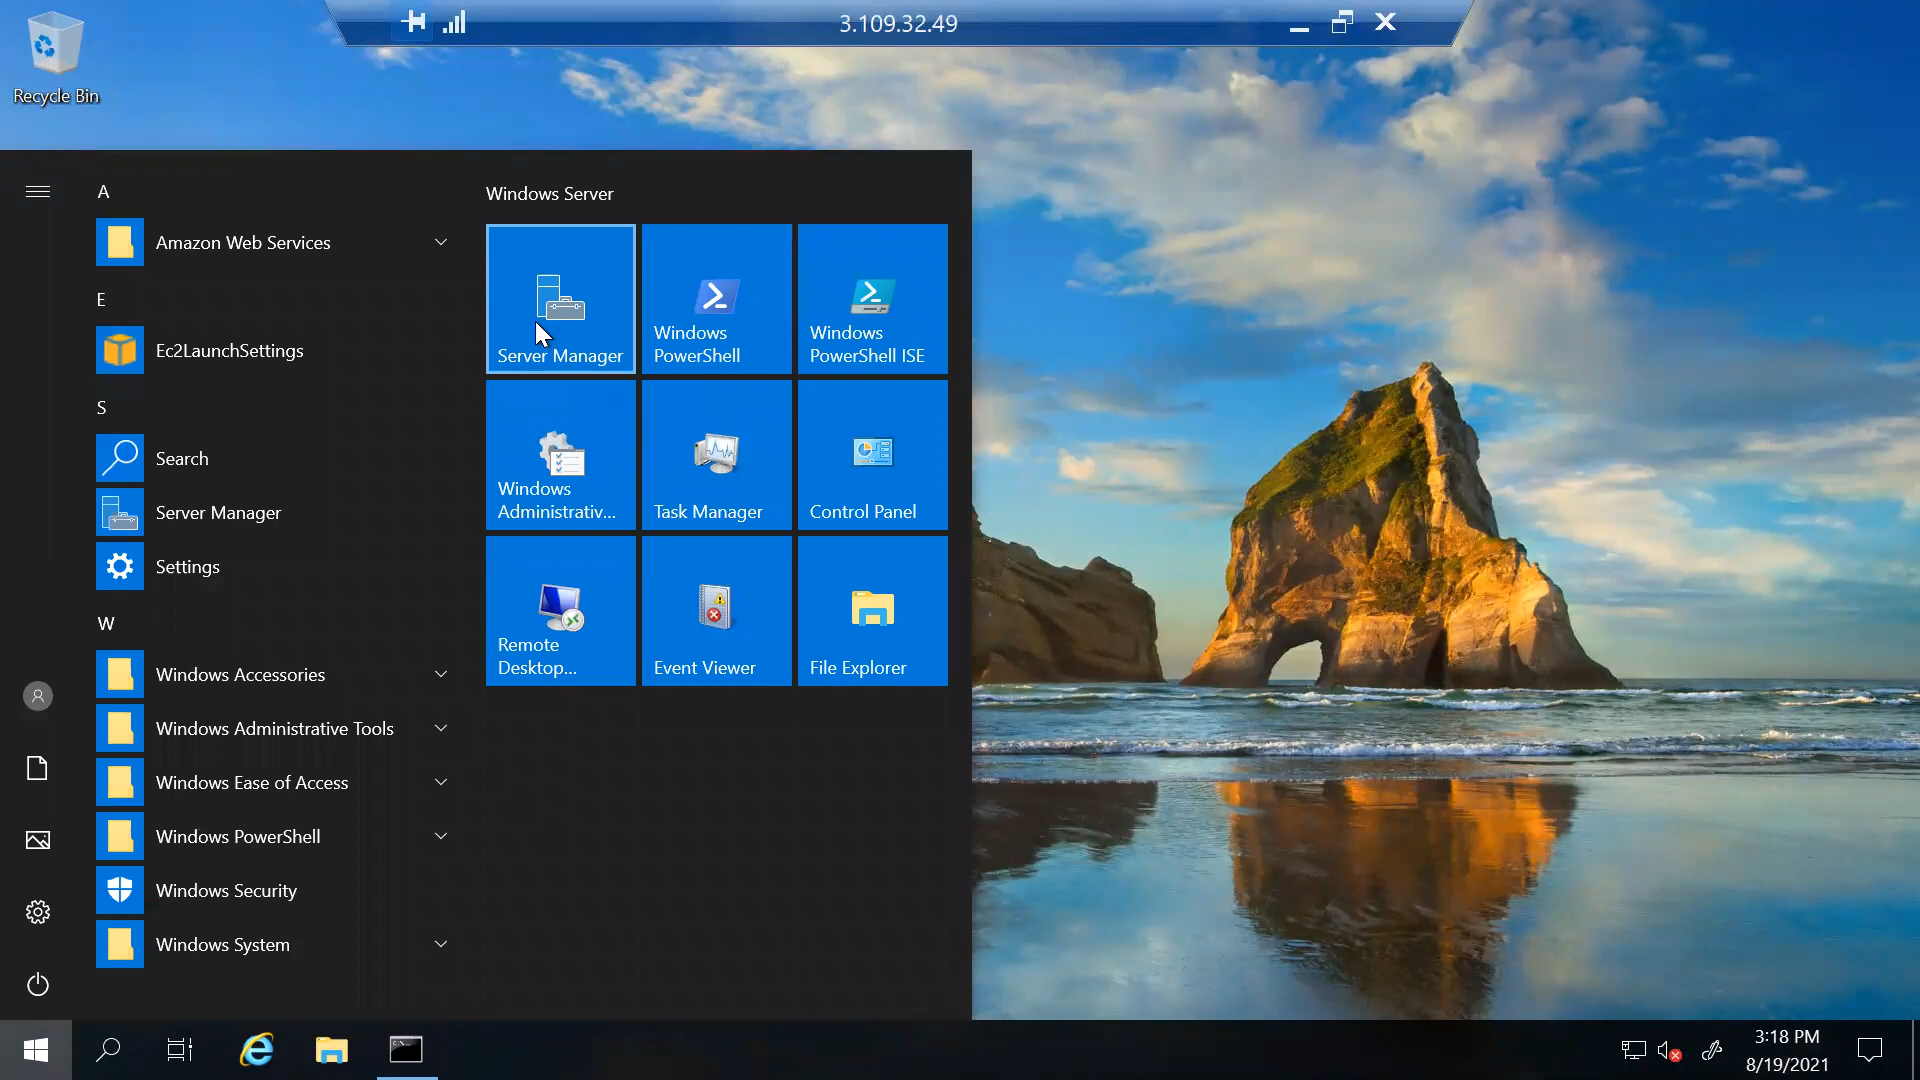 3.109.32.49
Recycle Bin
A
Amazon Web Services
E
Ec2LaunchSettings
S
Search
Server Manager
Settings
W
Windows Accessories
Windows Administrative Tools
Windows Ease of Access
Windows PowerShell
Windows Security
Windows System
Windows Server
Server Manager
Windows
PowerShell
Windows
PowerShell ISE
Windows
Administrativ...
Task Manager
Control Panel
Remote
Desktop...
Event Viewer
File Explorer
3:18 PM
8/19/2021